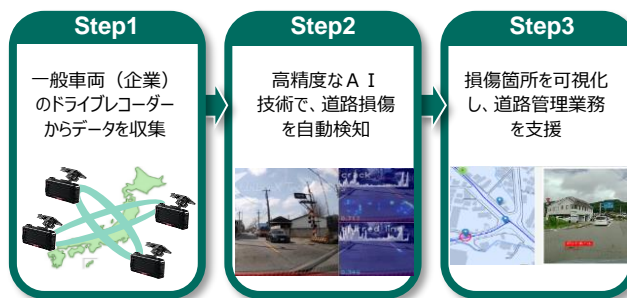 Step1
一般車両（企業）
のドライブレコーダー
からデータを収集
Step2
高精度なＡＩ
技術で、道路損傷
を自動検知
crack
Step3
損傷箇所を可視化
し、道路管理業務
を支援